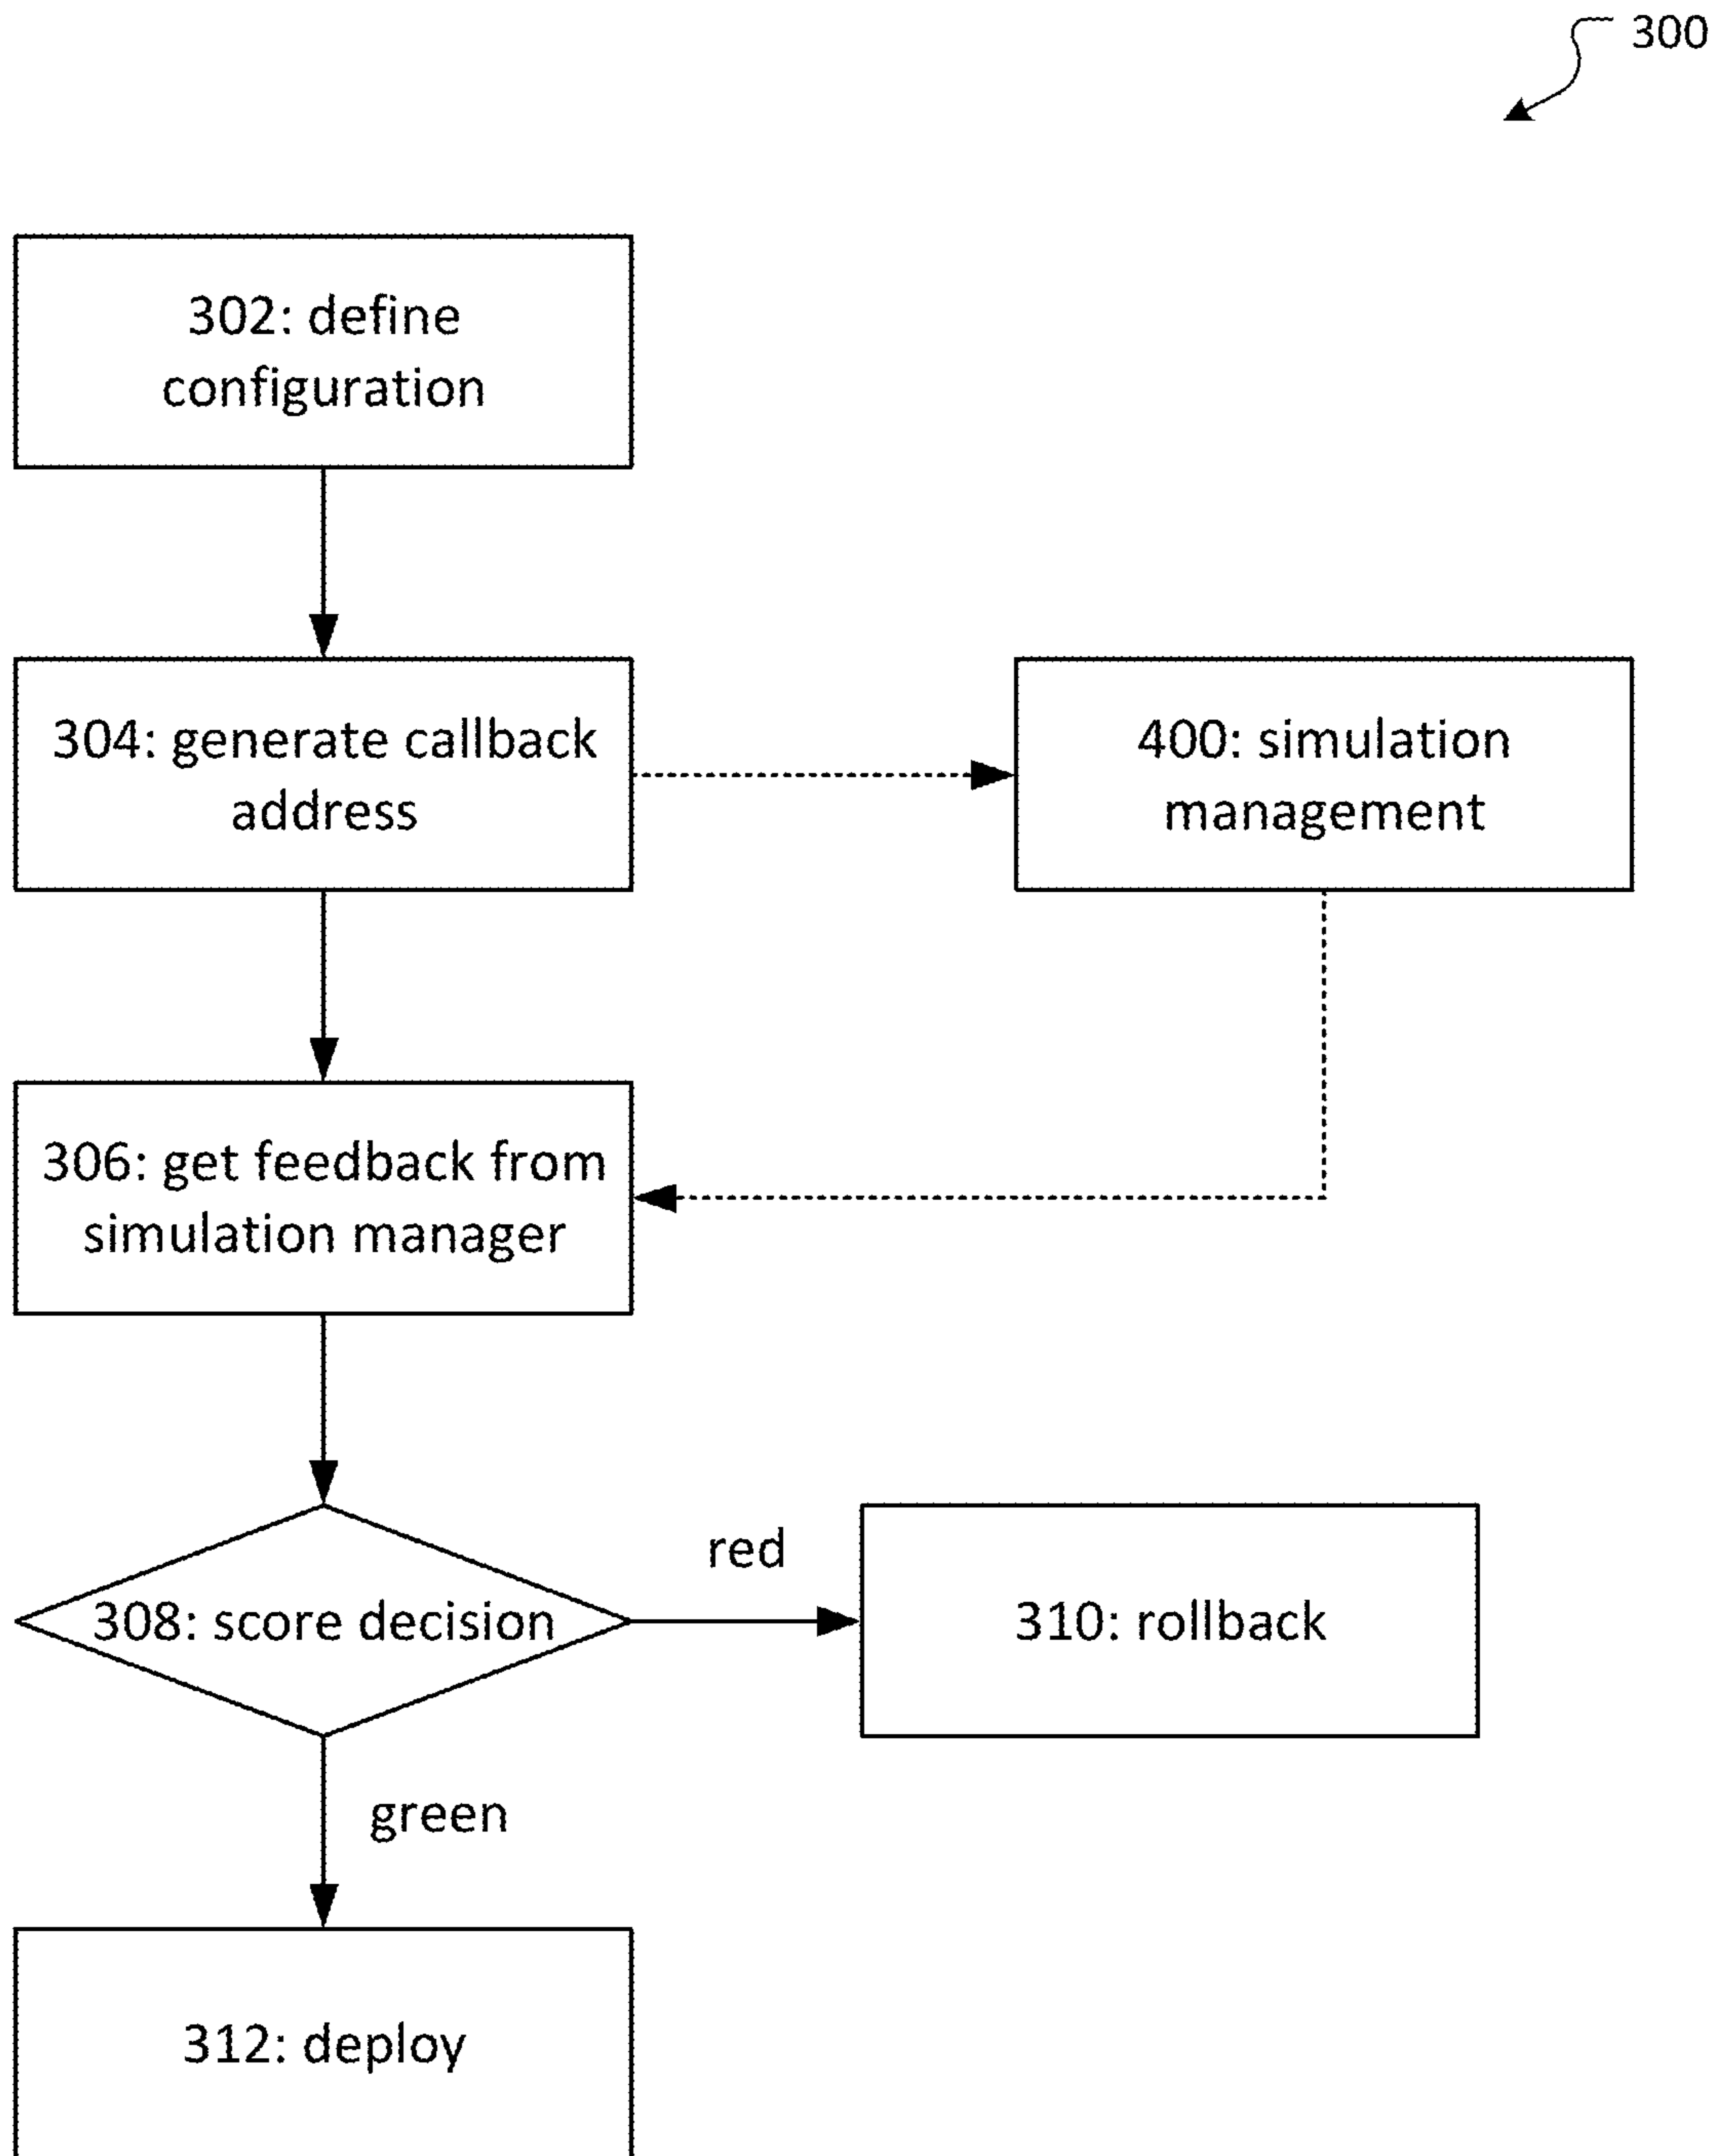 300
302: define
configuration
304: generate callback
address
400: simulation
management
306: get feedback from
simulation manager
308: score decision
red
310: rollback
green
312: deploy